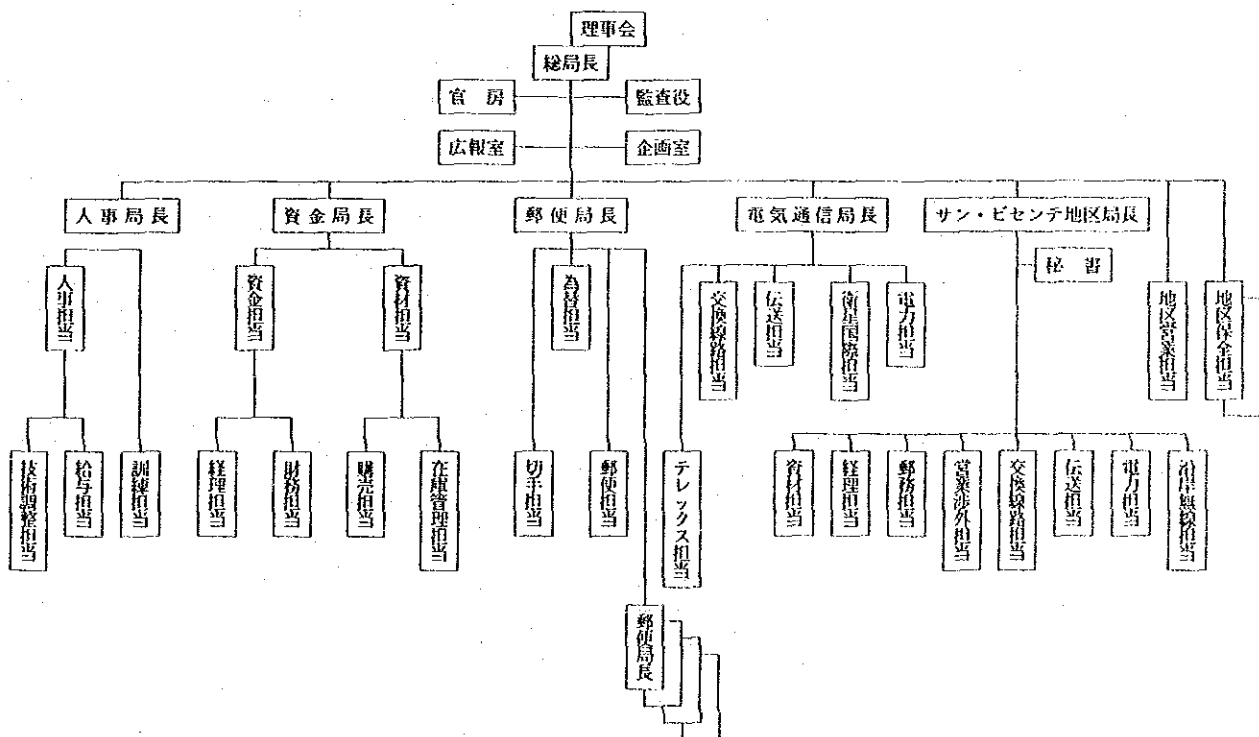 理事会
総局長
官 房
監査役
広報室
企画室
人事局長
資金局長
郵便局長
電気通信局長
サン・ビセンテ地区局長
秘 書
人事担当
資金担当
資材担当
為替担当
交換線路担当
伝送担当
衛星国際担当
電力担当
地区営業担当
地区保全担当
技術調整担当
給与担当
訓練担当
経理担当
財務担当
購売担当
在庫管理担当
切手担当
郵便担当
テレックス担当
資材担当
経理担当
郵務担当
営業渉外担当
交換線路担当
伝送担当
電力担当
沿岸無線担当
郵便局長